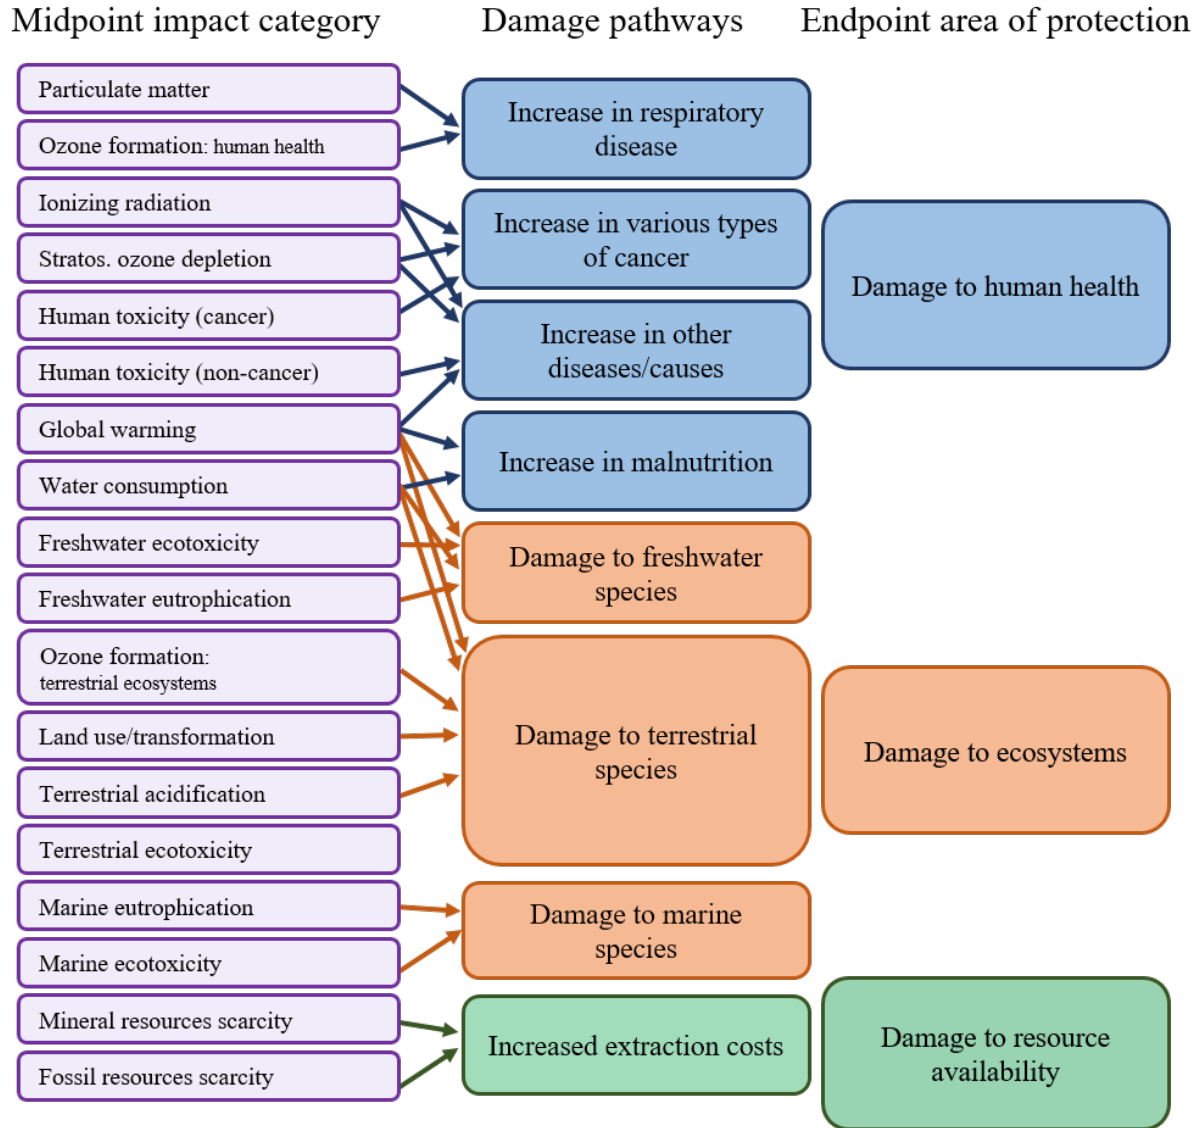 Midpoint impact category
Damage pathways
Endpoint area of protection
Particulate matter
Ozone formation: human health
Ionizing radiation
Stratos. ozone depletion
Human toxicity (cancer)
Human toxicity (non-cancer)
Global warming
Water consumption
Freshwater ecotoxicity
Freshwater eutrophication
Ozone formation:
terrestrial ecosystems
Land use/transformation
Terrestrial acidification
Terrestrial ecotoxicity
Marine eutrophication
Marine ecotoxicity
Mineral resources scarcity
Fossil resources scarcity
Increase in respiratory
disease
Increase in various types
of cancer
Increase in other
diseases/causes
Increase in malnutrition
Damage to freshwater
species
Damage to terrestrial
species
Damage to marine
species
Increased extraction costs
Damage to human health
Damage to ecosystems
Damage to resource
availability